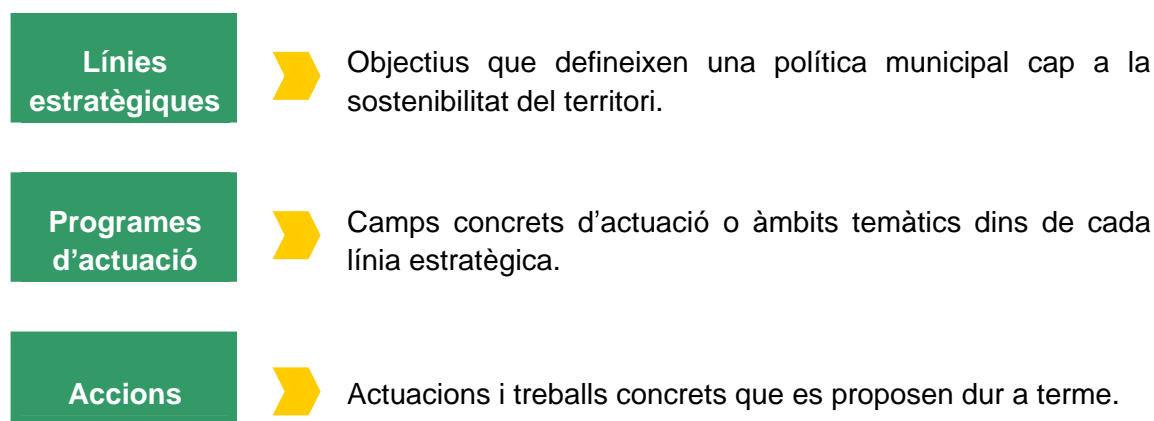 Línies
estratègiques
Objectius que defineixen una política municipal cap a la
sostenibilitat del territori.
Programes
d’actuació
Camps concrets d’actuació o àmbits temàtics dins de cada
línia estratègica.
Accions
Actuacions i treballs concrets que es proposen dur a terme.